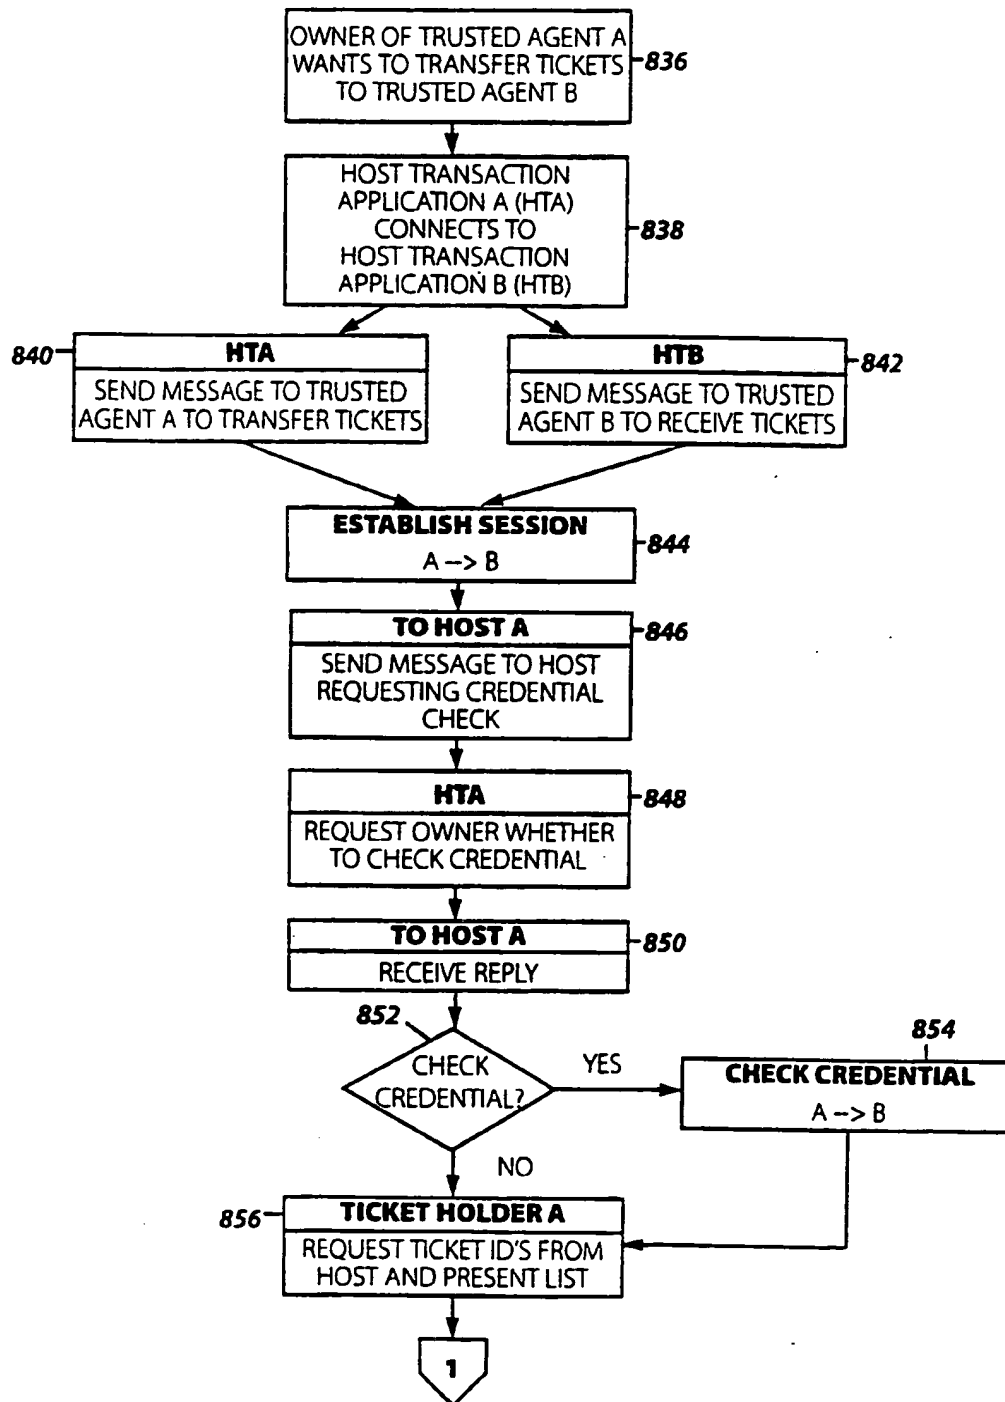 OWNER OF TRUSTED AGENT A
WANTS TO TRANSFER TICKETS
TO TRUSTED AGENT B
836
HOST TRANSACTION
APPLICATION A (HTA)
CONNECTS TO
HOST TRANSACTION
APPLICATION B (HTB)
838
840
HTA
SEND MESSAGE TO TRUSTED
AGENT A TO TRANSFER TICKETS
HTB
842
SEND MESSAGE TO TRUSTED
AGENT B TO RECEIVE TICKETS
ESTABLISH SESSION
A --> B
844
TO HOST A
846
SEND MESSAGE TO HOST
REQUESTING CREDENTIAL
CHECK
HTA
848
REQUEST OWNER WHETHER
TO CHECK CREDENTIAL
TO HOST A
850
RECEIVE REPLY
852
CHECK
CREDENTIAL?
YES
854
CHECK CREDENTIAL
A --> B
NO
856
TICKET HOLDER A
REQUEST TICKET ID'S FROM
HOST AND PRESENT LIST
1